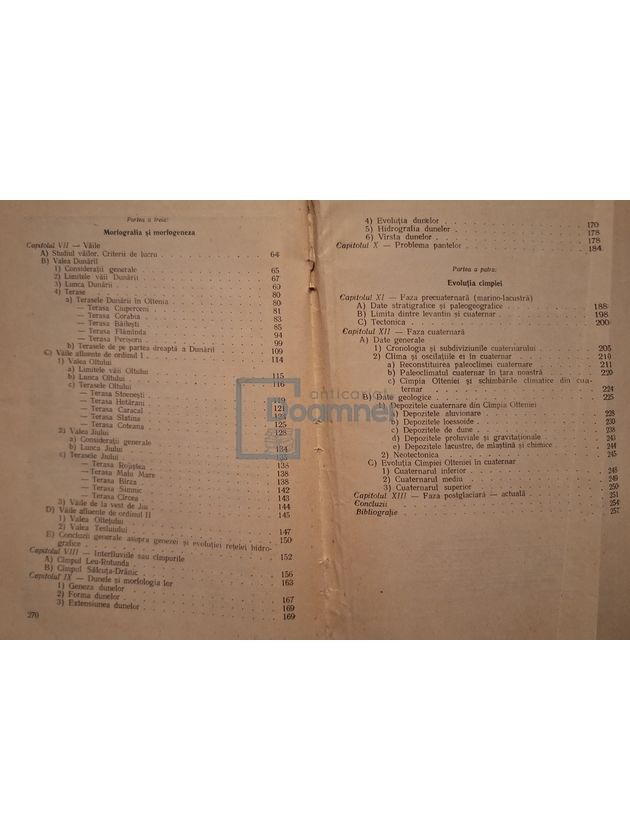 Partea a treia:
Morfografia și morfogeneza
Capitolul VII — Văile
A) Studiul văilor. Criterii de lucru 64
B) Valea Dunării
1) Considerații generale 65
2) Limitele văii Dunării 67
3) Lunca Dunării 69
4) Terase 80
a) Terasele Dunării în Oltenia 80
— Terasa Ciuperceni 81
— Terasa Corabia 83
— Terasa Băilești 85
— Terasa Flămînda 94
— Terasa Perișoru 99
b) Terasele de pe partea dreaptă a Dunării 109
C) Văile afluente de ordinul I 114
1) Valea Oltului
a) Limitele văii Oltului 115
b) Lunca Oltului 116
c) Terasele Oltului
— Terasa Stoenești 119
— Terasa Hotărani 121
— Terasa Caracal 124
— Terasa Slatina 125
— Terasa Coteana 128
2) Valea Jiului
a) Considerații generale 134
b) Lunca Jiului 135
c) Terasele Jiului 138
— Terasa Rojiștea 138
— Terasa Malu Mare 138
— Terasa Bîrza 142
— Terasa Șimnic 143
— Terasa Cîrcea 144
3) Văile de la vest de Jiu 145
D) Văile afluente de ordinul II
1) Valea Oltețului 147
2) Valea Tesluiului 150
E) Concluzii generale asupra genezei și evoluției rețelei hidro-
grafice 152
Capitolul VIII — Interfluviile sau cîmpurile
A) Cîmpul Leu-Rotunda 156
B) Cîmpul Sălcuța-Drănic 163
Capitolul IX — Dunele și morfologia lor
1) Geneza dunelor 167
2) Forma dunelor 169
3) Extensiunea dunelor 169
270
4) Evoluția dunelor 170
5) Hidrografia dunelor 178
6) Vîrsta dunelor 178
Capitolul X — Problema pantelor 184
Partea a patra:
Evoluția cîmpiei
Capitolul XI — Faza precuaternară (marino-lacustră)
A) Date stratigrafice și paleogeografice 188
B) Limita dintre levantin și cuaternar 198
C) Tectonica 200
Capitolul XII — Faza cuaternară
A) Date generale
1) Cronologia și subdiviziunile cuaternarului 205
2) Clima și oscilațiile ei în cuaternar 210
a) Reconstituirea paleoclimei cuaternare 211
b) Paleoclimatul cuaternar în țara noastră 220
c) Cîmpia Olteniei și schimbările climatice din cua-
ternar 224
B) Date geologice 225
1) Depozitele cuaternare din Cîmpia Olteniei
a) Depozitele aluvionare 228
b) Depozitele loessoide 230
c) Depozitele de dune 238
d) Depozitele proluviale și gravitaționale 243
e) Depozitele lacustre, de mlaștină și chimice 244
2) Neotectonica 245
C) Evoluția Cîmpiei Olteniei în cuaternar
1) Cuaternarul inferior 248
2) Cuaternarul mediu 249
3) Cuaternarul superior 250
Capitolul XIII — Faza postglaciară — actuală 251
Concluzii 254
Bibliografie 257